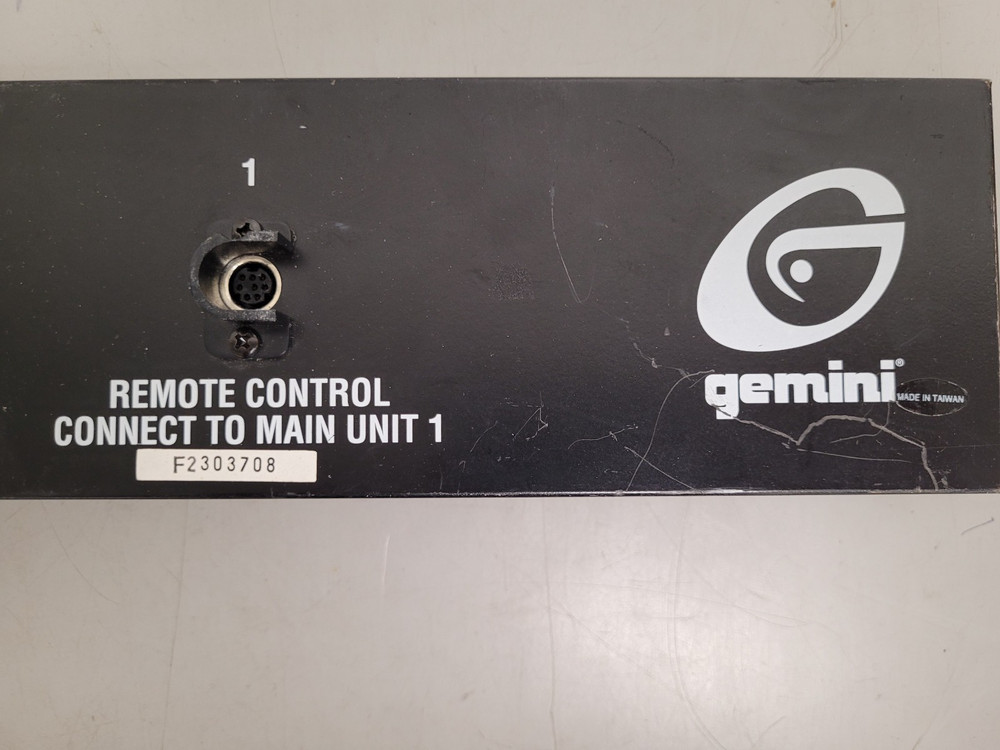 1
REMOTE CONTROL
CONNECT TO MAIN UNIT 1
F2303708
gemini®
MADE IN TAIWAN